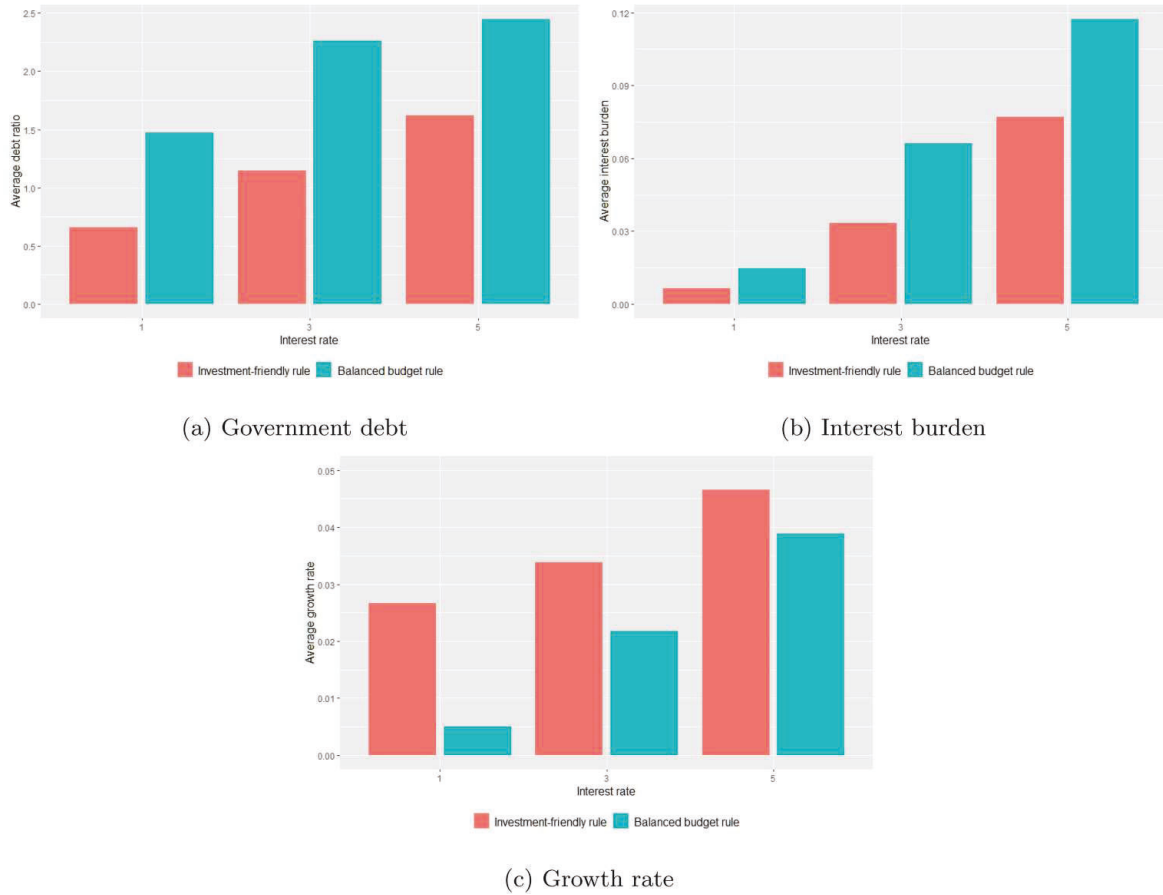 2.5
2.0
1.5
1.0
0.5
0.0
Average debt ratio
1 3 5
Interest rate
Investment-friendly rule Balanced budget rule
(a) Government debt
0.12
0.09
0.06
0.03
0.00
Average interest burden
1 3 5
Interest rate
Investment-friendly rule Balanced budget rule
(b) Interest burden
0.05
0.04
0.03
0.02
0.01
0.00
Average growth rate
1 3 5
Interest rate
Investment-friendly rule Balanced budget rule
(c) Growth rate